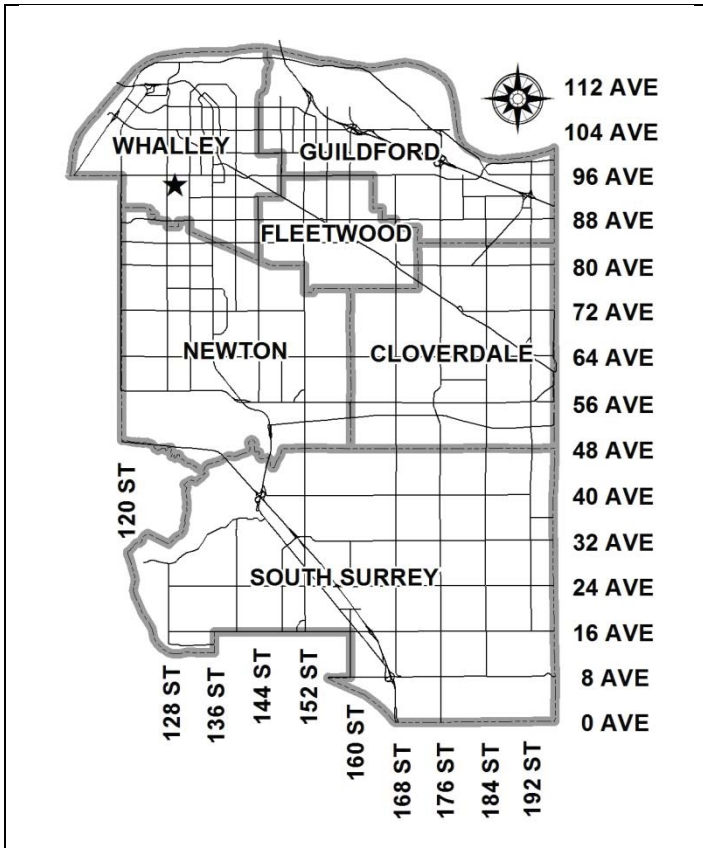 112 AVE
104 AVE
WHALLEY
GUILDFORD
96 AVE
88 AVE
FLEETWOOD
80 AVE
72 AVE
NEWTON
CLOVERDALE
64 AVE
56 AVE
48 AVE
120 ST
40 AVE
32 AVE
SOUTH SURREY
24 AVE
16 AVE
128 ST
136 ST
144 ST
152 ST
160 ST
8 AVE
0 AVE
168 ST
176 ST
184 ST
192 ST